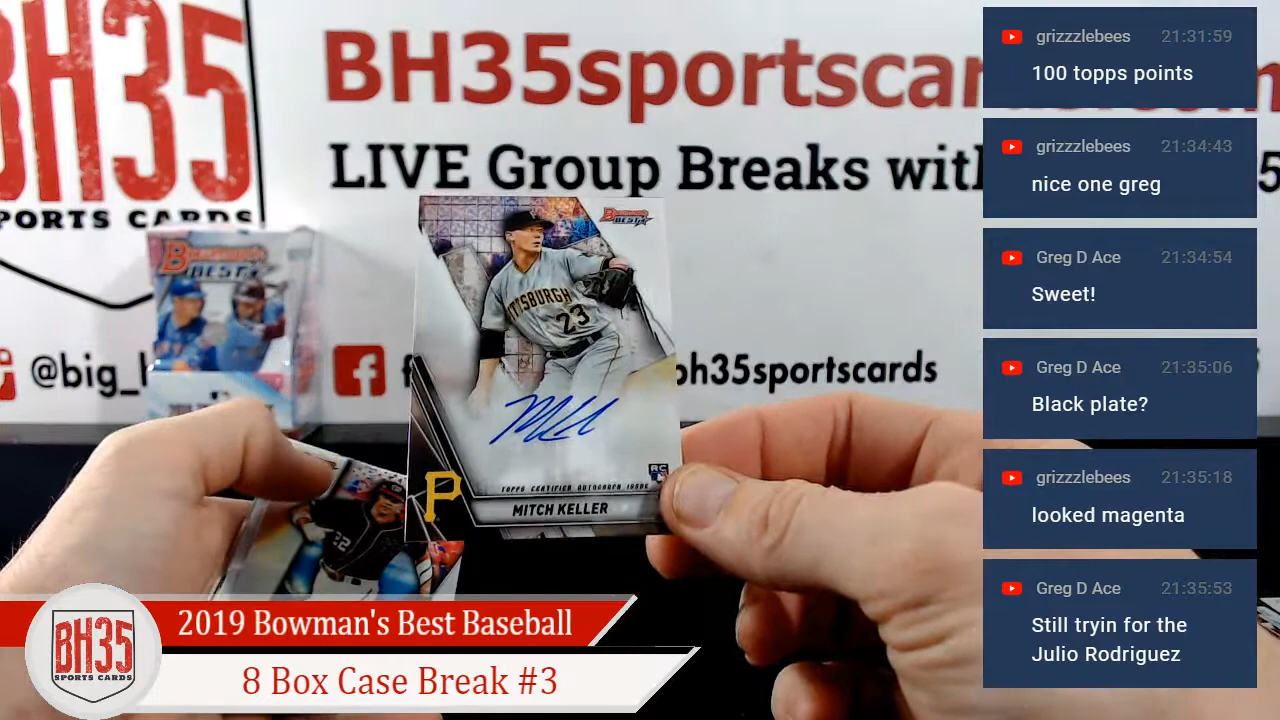 BH35
SPORTS CARDS
BH35sportscar
LIVE Group Breaks with
@big_
bh35sportscards
BOWMAN'S
BEST
BOWMAN'S
BEST
PITTSBURGH
23
22
RC
TOPPS CERTIFIED AUTOGRAPH ISSUE
MITCH KELLER
P
BH35
SPORTS CARDS
2019 Bowman's Best Baseball
8 Box Case Break #3
grizzzlebees 21:31:59
100 topps points
grizzzlebees 21:34:43
nice one greg
Greg D Ace 21:34:54
Sweet!
Greg D Ace 21:35:06
Black plate?
grizzzlebees 21:35:18
looked magenta
Greg D Ace 21:35:53
Still tryin for the
Julio Rodriguez